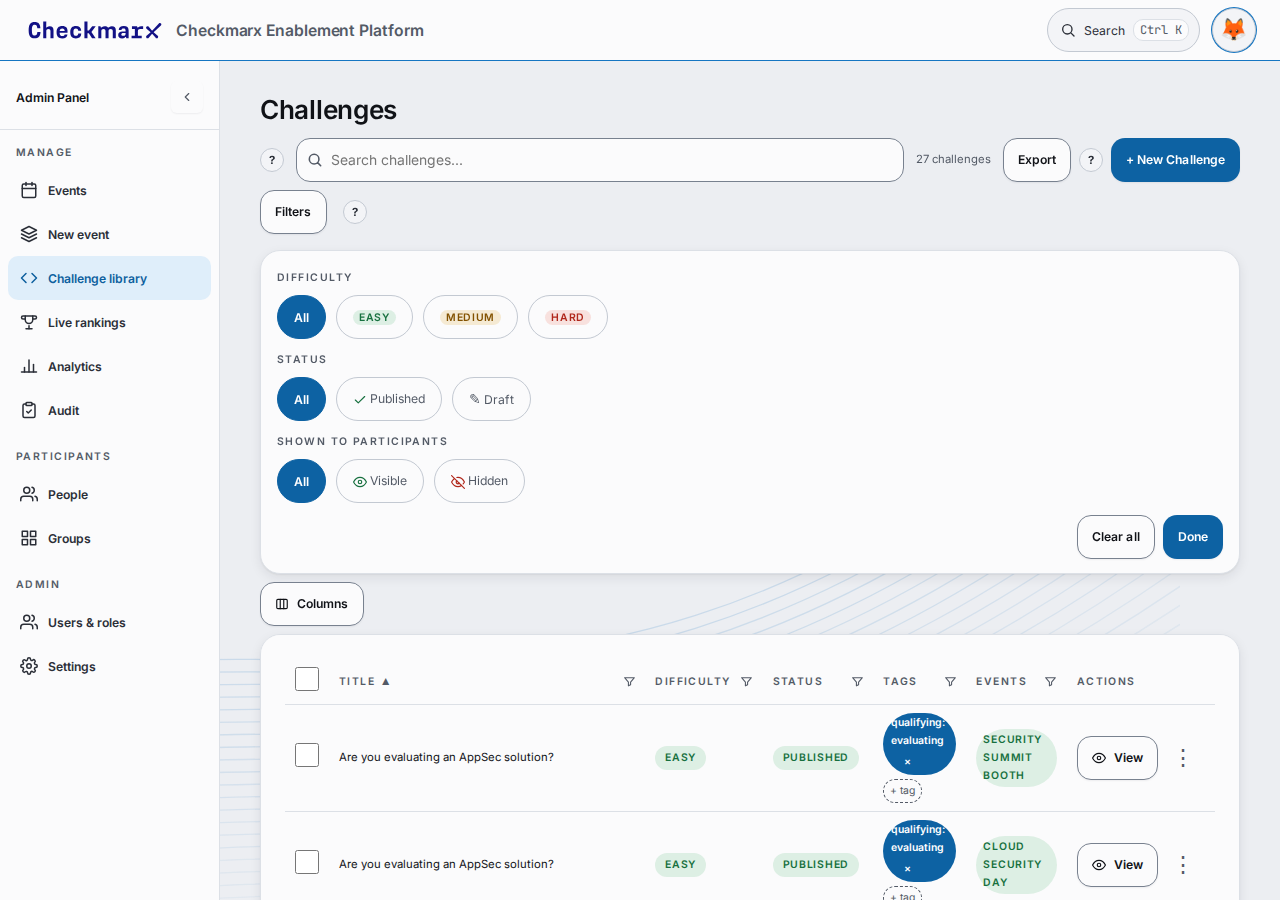 Checkmarx Checkmarx Enablement Platform Search Ctrl K
Admin Panel
MANAGE
Events
New event
Challenge library
Live rankings
Analytics
Audit
PARTICIPANTS
People
Groups
ADMIN
Users & roles
Settings
Challenges
? Search challenges... 27 challenges Export ? + New Challenge
Filters ?
DIFFICULTY
All EASY MEDIUM HARD
STATUS
All Published Draft
SHOWN TO PARTICIPANTS
All Visible Hidden
Clear all Done
Columns
TITLE ▲ DIFFICULTY STATUS TAGS EVENTS ACTIONS
Are you evaluating an AppSec solution? EASY PUBLISHED qualifying: evaluating × + tag SECURITY SUMMIT BOOTH View
Are you evaluating an AppSec solution? EASY PUBLISHED qualifying: evaluating × + tag CLOUD SECURITY DAY View